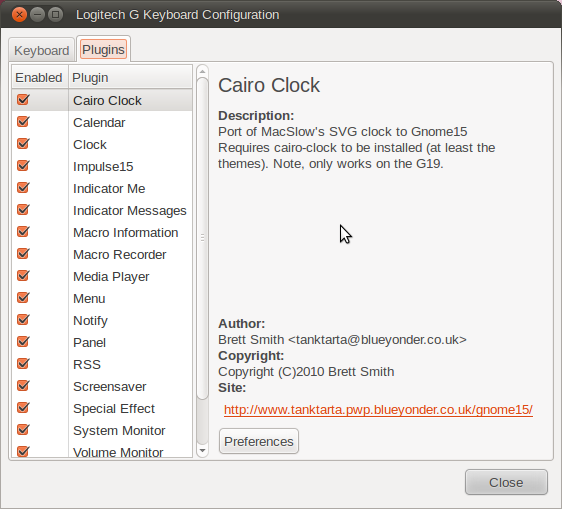 Logitech G Keyboard Configuration
Keyboard
Plugins
Enabled Plugin
Cairo Clock
Calendar
Clock
Impulse15
Indicator Me
Indicator Messages
Macro Information
Macro Recorder
Media Player
Menu
Notify
Panel
RSS
Screensaver
Special Effect
System Monitor
Volume Monitor
Cairo Clock
Description:
Port of MacSlow's SVG clock to Gnome15
Requires cairo-clock to be installed (at least the
themes). Note, only works on the G19.
Author:
Brett Smith <tanktarta@blueyonder.co.uk>
Copyright:
Copyright (C)2010 Brett Smith
Site:
http://www.tanktarta.pwp.blueyonder.co.uk/gnome15/
Preferences
Close